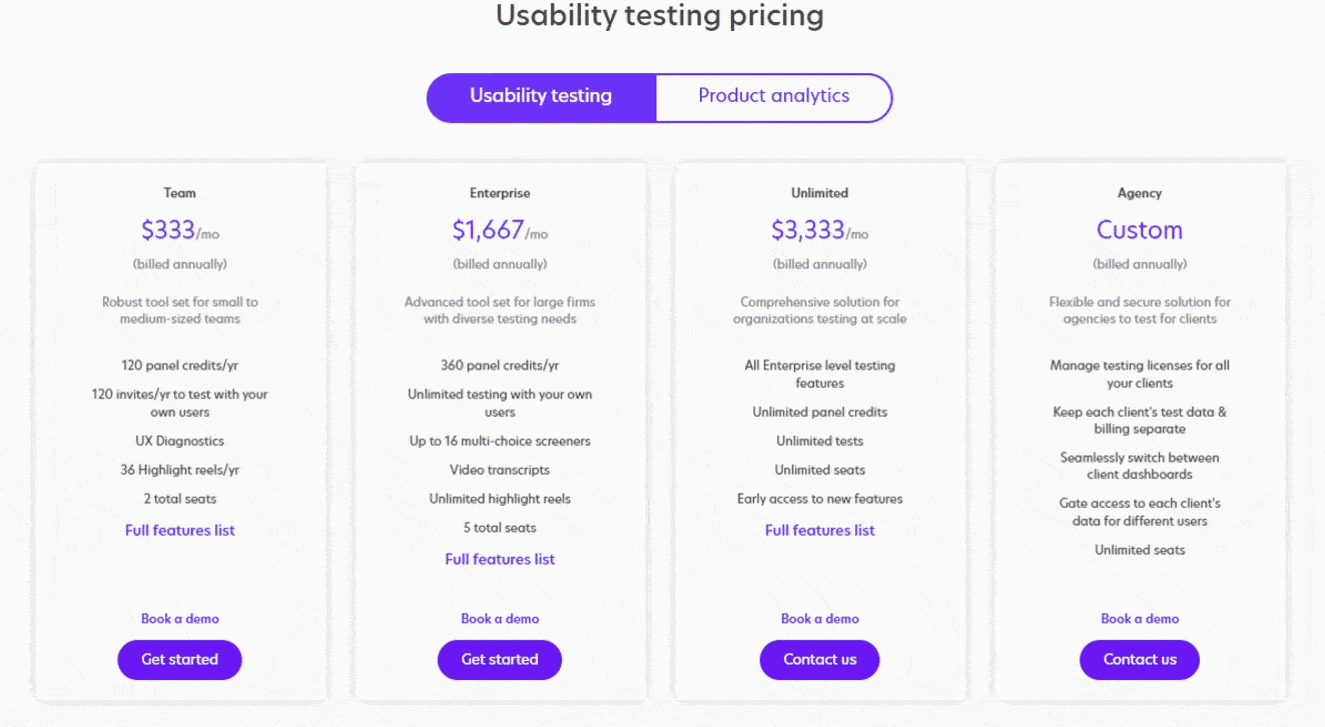 Usability testing pricing
Usability testing
Product analytics
Team
$333/mo
(billed annually)
Robust tool set for small to
medium-sized teams
120 panel credits/yr
120 invites/yr to test with your
own users
UX Diagnostics
36 Highlight reels/yr
2 total seats
Full features list
Book a demo
Get started
Enterprise
$1,667/mo
(billed annually)
Advanced tool set for large firms
with diverse testing needs
360 panel credits/yr
Unlimited testing with your own
users
Up to 16 multi-choice screeners
Video transcripts
Unlimited highlight reels
5 total seats
Full features list
Book a demo
Get started
Unlimited
$3,333/mo
(billed annually)
Comprehensive solution for
organizations testing at scale
All Enterprise level testing
features
Unlimited panel credits
Unlimited tests
Unlimited seats
Early access to new features
Full features list
Book a demo
Contact us
Agency
Custom
(billed annually)
Flexible and secure solution for
agencies to test for clients
Manage testing licenses for all
your clients
Keep each client's test data &
billing separate
Seamlessly switch between
client dashboards
Gate access to each client's
data for different users
Unlimited seats
Book a demo
Contact us